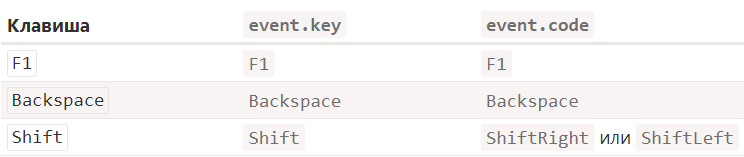 Клавиша event.key event.code
F1 F1 F1
Backspace Backspace Backspace
Shift Shift ShiftRight или ShiftLeft